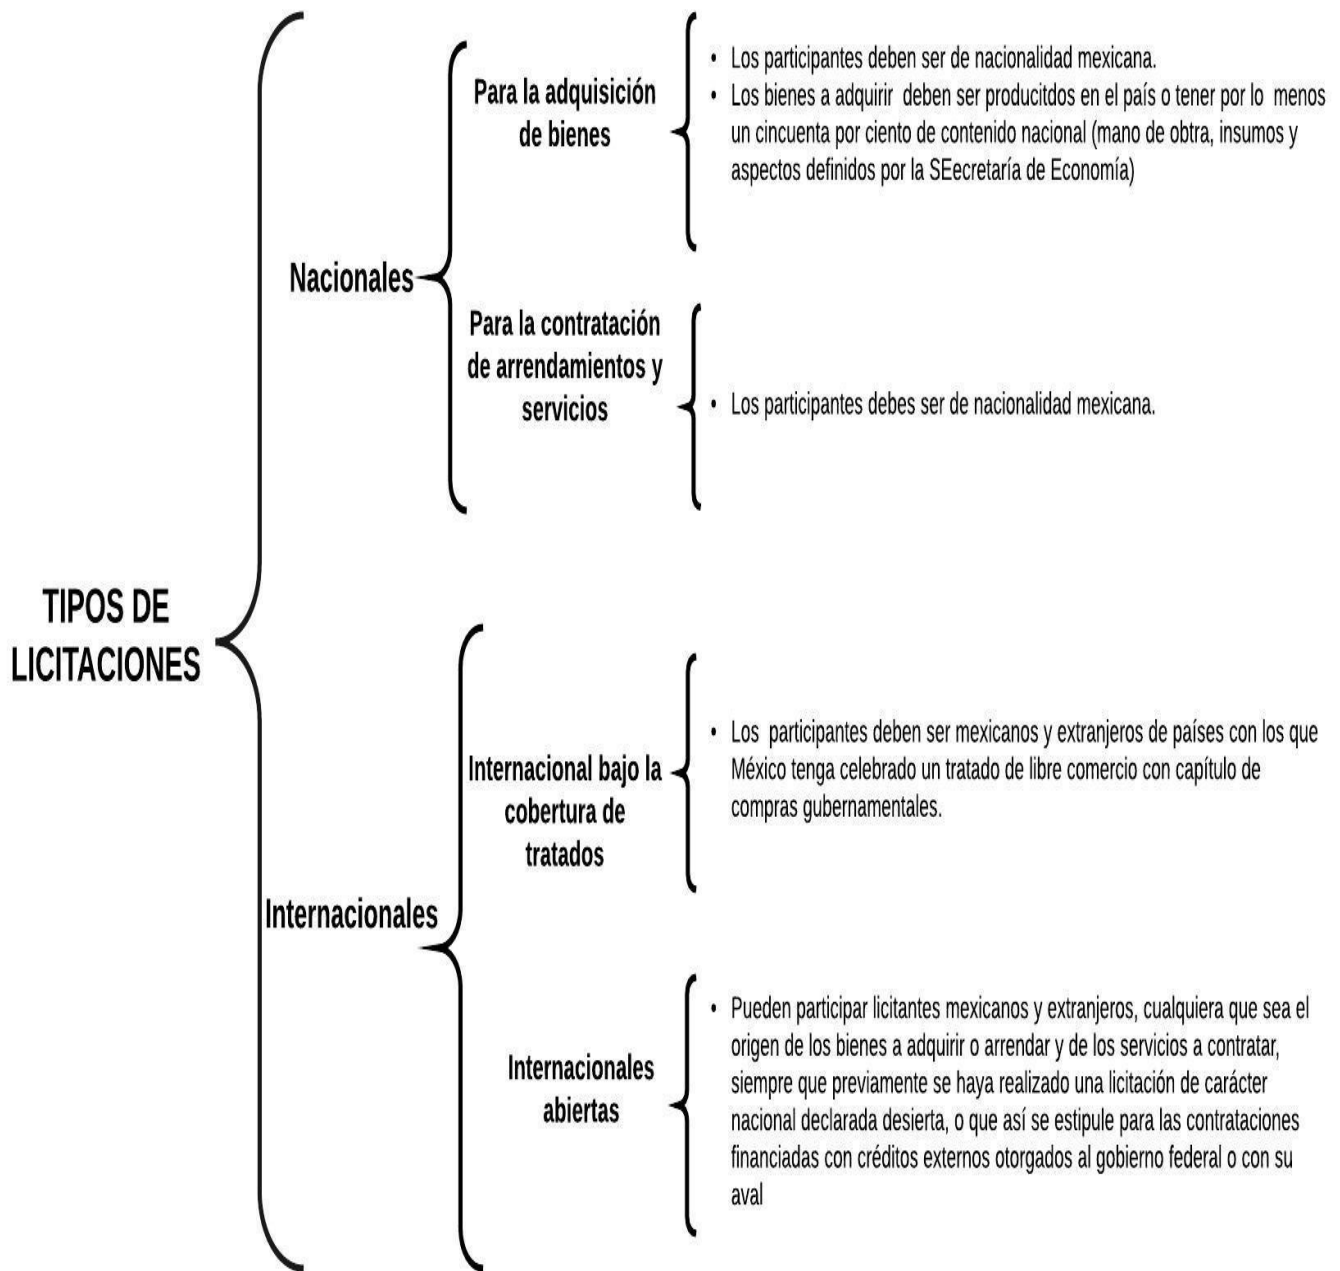 TIPOS DE
LICITACIONES
Nacionales
Para la adquisición
de bienes
• Los participantes deben ser de nacionalidad mexicana.
• Los bienes a adquirir deben ser producitdos en el país o tener por lo menos
un cincuenta por ciento de contenido nacional (mano de obtra, insumos y
aspectos definidos por la SEecretaría de Economía)
Para la contratación
de arrendamientos y
servicios
• Los participantes debes ser de nacionalidad mexicana.
Internacionales
Internacional bajo la
cobertura de
tratados
• Los participantes deben ser mexicanos y extranjeros de países con los que
México tenga celebrado un tratado de libre comercio con capítulo de
compras gubernamentales.
Internacionales
abiertas
• Pueden participar licitantes mexicanos y extranjeros, cualquiera que sea el
origen de los bienes a adquirir o arrendar y de los servicios a contratar,
siempre que previamente se haya realizado una licitación de carácter
nacional declarada desierta, o que así se estipule para las contrataciones
financiadas con créditos externos otorgados al gobierno federal o con su
aval